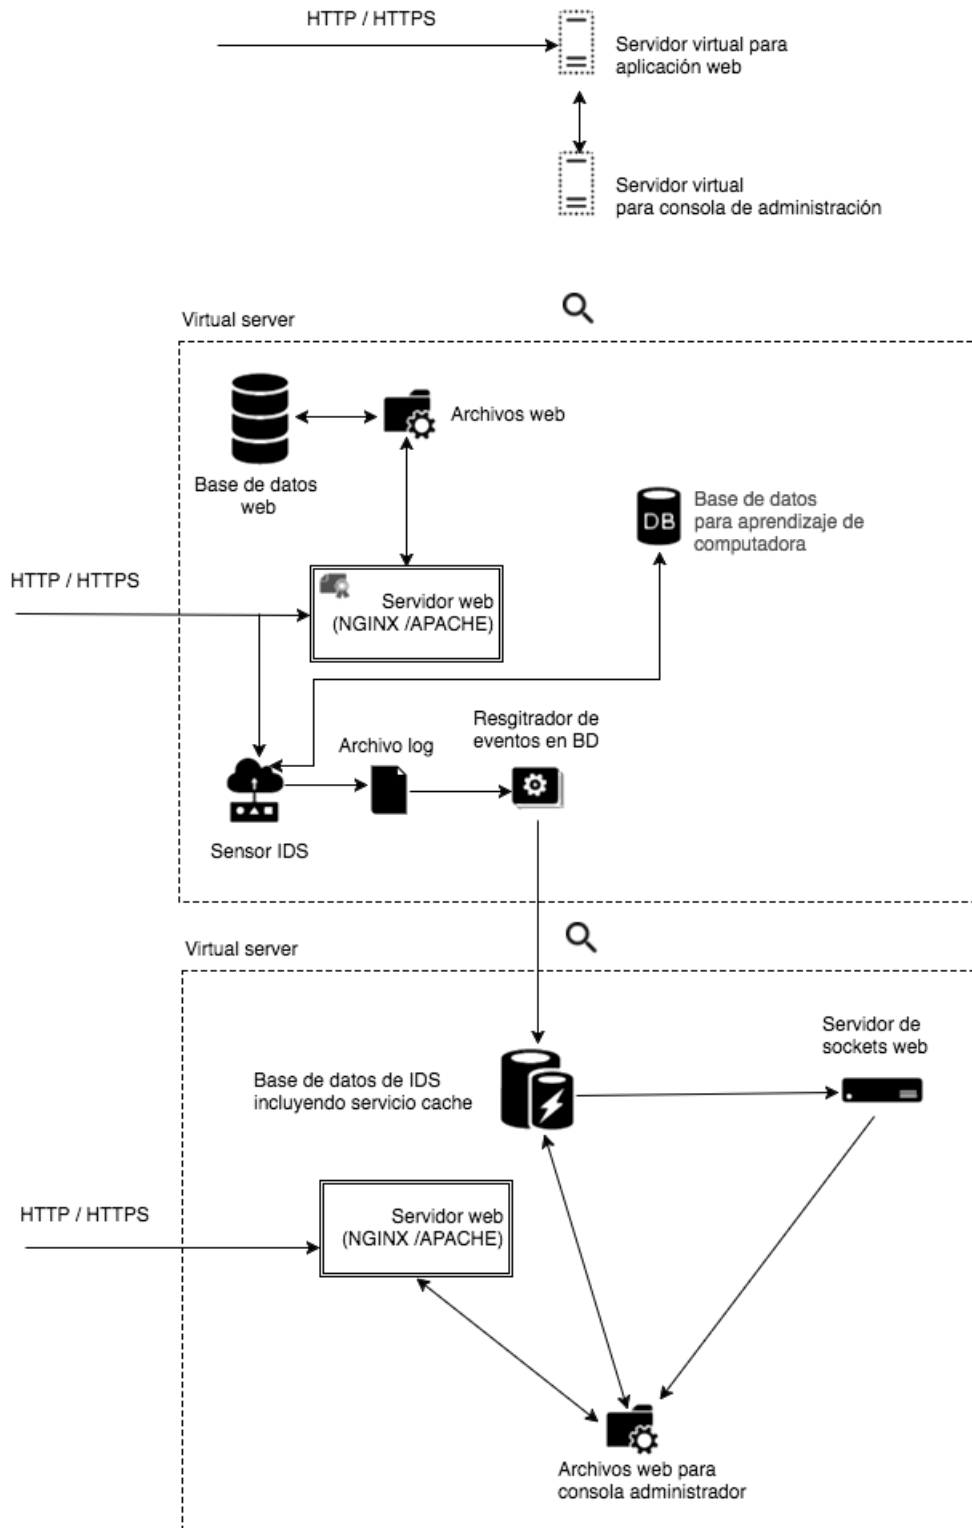 HTTP / HTTPS
Servidor virtual para
aplicación web
Servidor virtual
para consola de administración
Virtual server
Archivos web
Base de datos
web
Base de datos
para aprendizaje de
computadora
DB
HTTP / HTTPS
Servidor web
(NGINX /APACHE)
Resgitrador de
eventos en BD
Archivo log
Sensor IDS
Virtual server
Servidor de
sockets web
Base de datos de IDS
incluyendo servicio cache
HTTP / HTTPS
Servidor web
(NGINX /APACHE)
Archivos web para
consola administrador